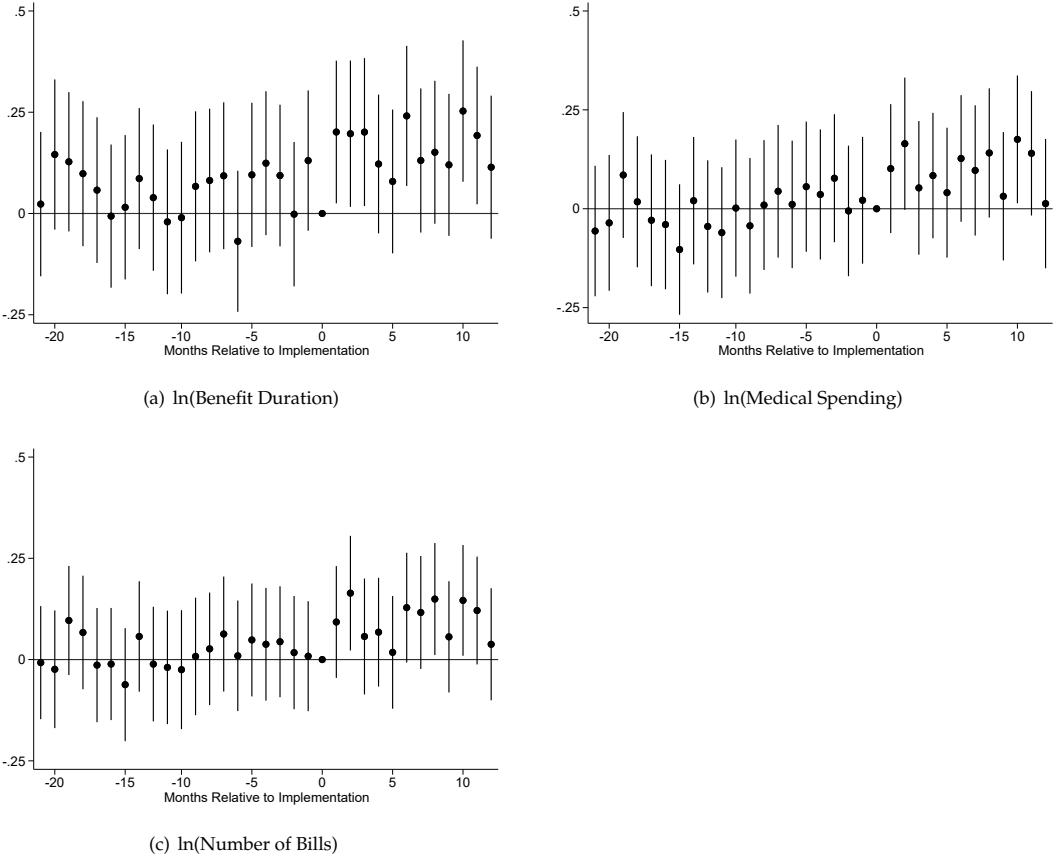 .5
.25
0
-.25
-20 -15 -10 -5 0 5 10
Months Relative to Implementation
(a) ln(Benefit Duration)
.5
.25
0
-.25
-20 -15 -10 -5 0 5 10
Months Relative to Implementation
(b) ln(Medical Spending)
.5
.25
0
-.25
-20 -15 -10 -5 0 5 10
Months Relative to Implementation
(c) ln(Number of Bills)